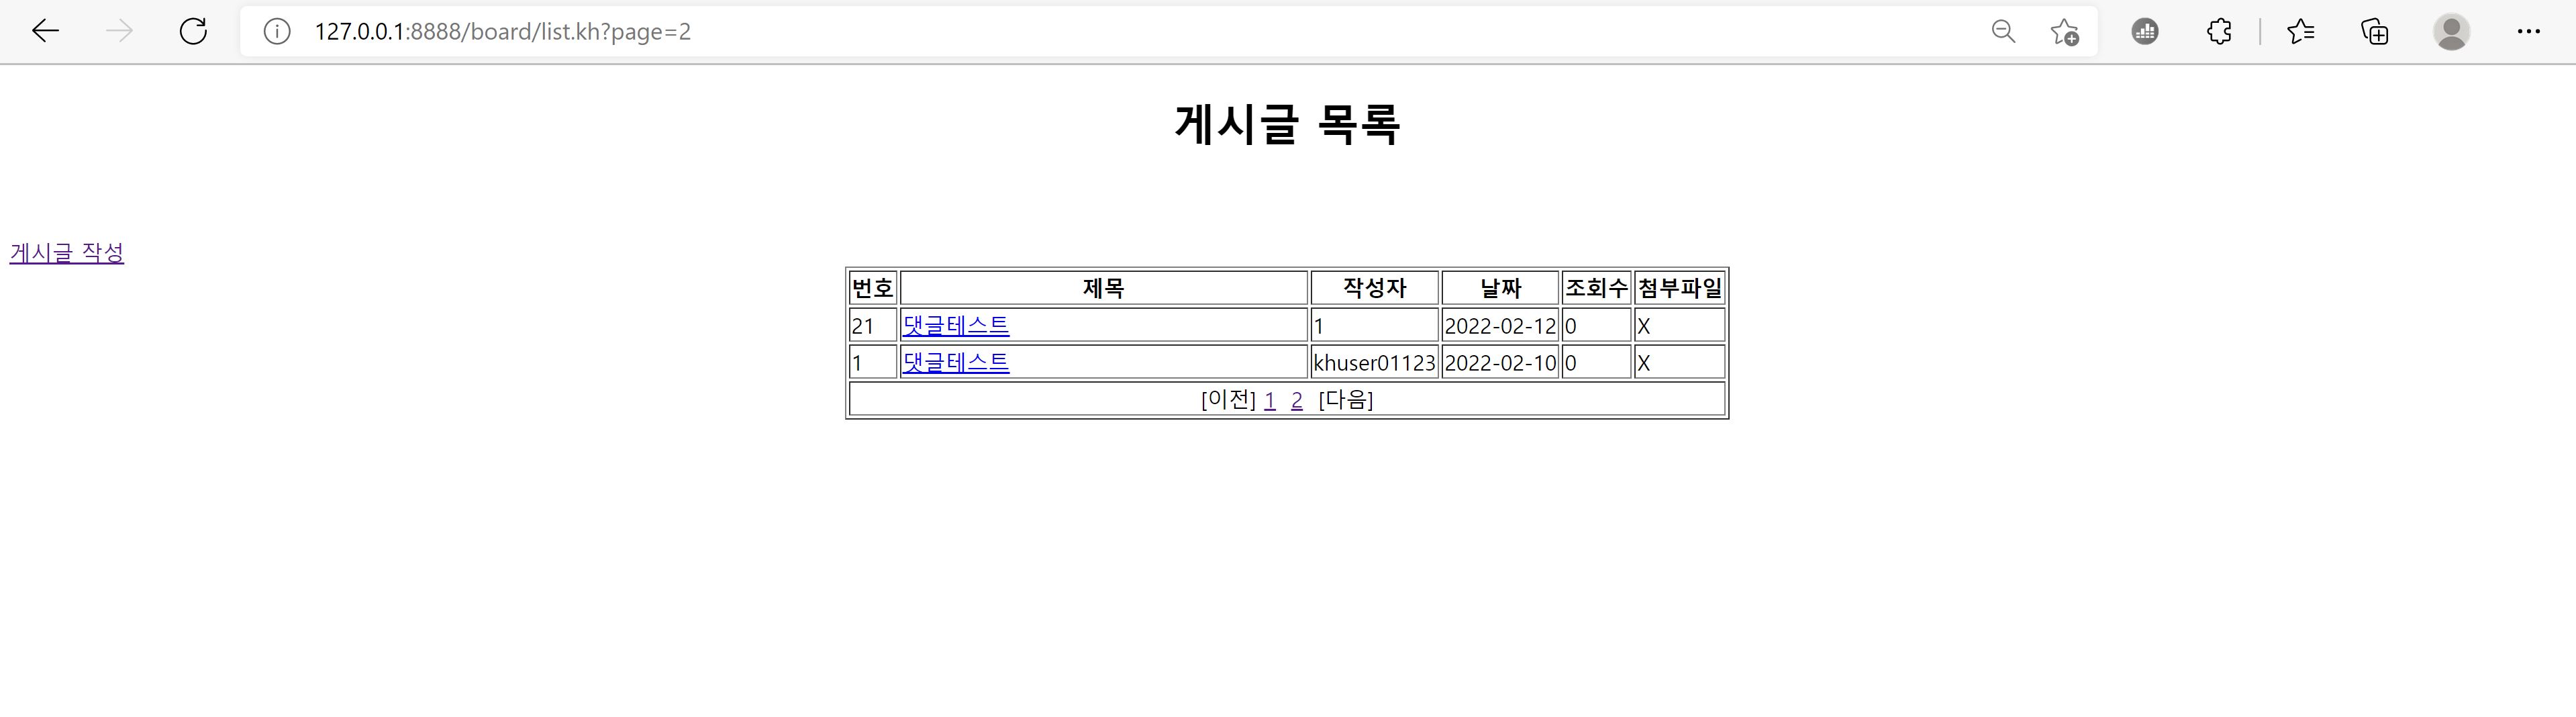 127.0.0.1:8888/board/list.kh?page=2
게시글 목록
게시글 작성
번호 제목 작성자 날짜 조회수 첨부파일
21 댓글테스트 1 2022-02-12 0 X
1 댓글테스트 khuser01123 2022-02-10 0 X
[이전] 1 2 [다음]